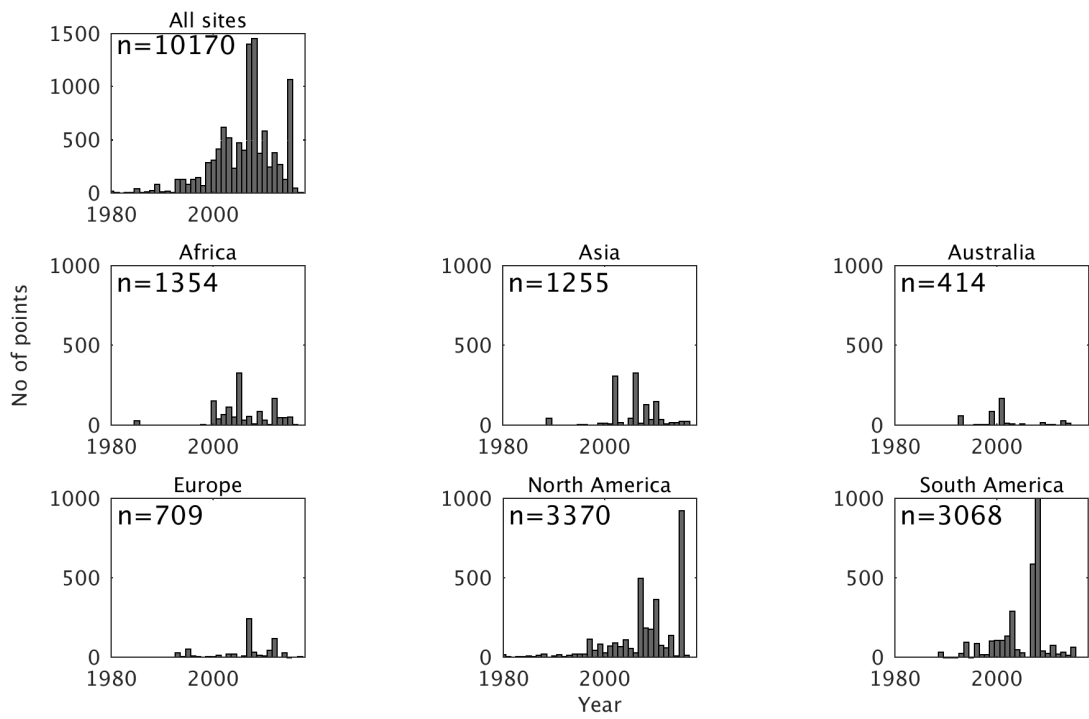 All sites
n=10170
1500
1000
500
0
1980 2000
Africa
n=1354
1000
500
0
1980 2000
Asia
n=1255
1000
500
0
1980 2000
Australia
n=414
1000
500
0
1980 2000
No of points
Europe
n=709
1000
500
0
1980 2000
North America
n=3370
1000
500
0
1980 2000
South America
n=3068
1000
500
0
1980 2000
Year